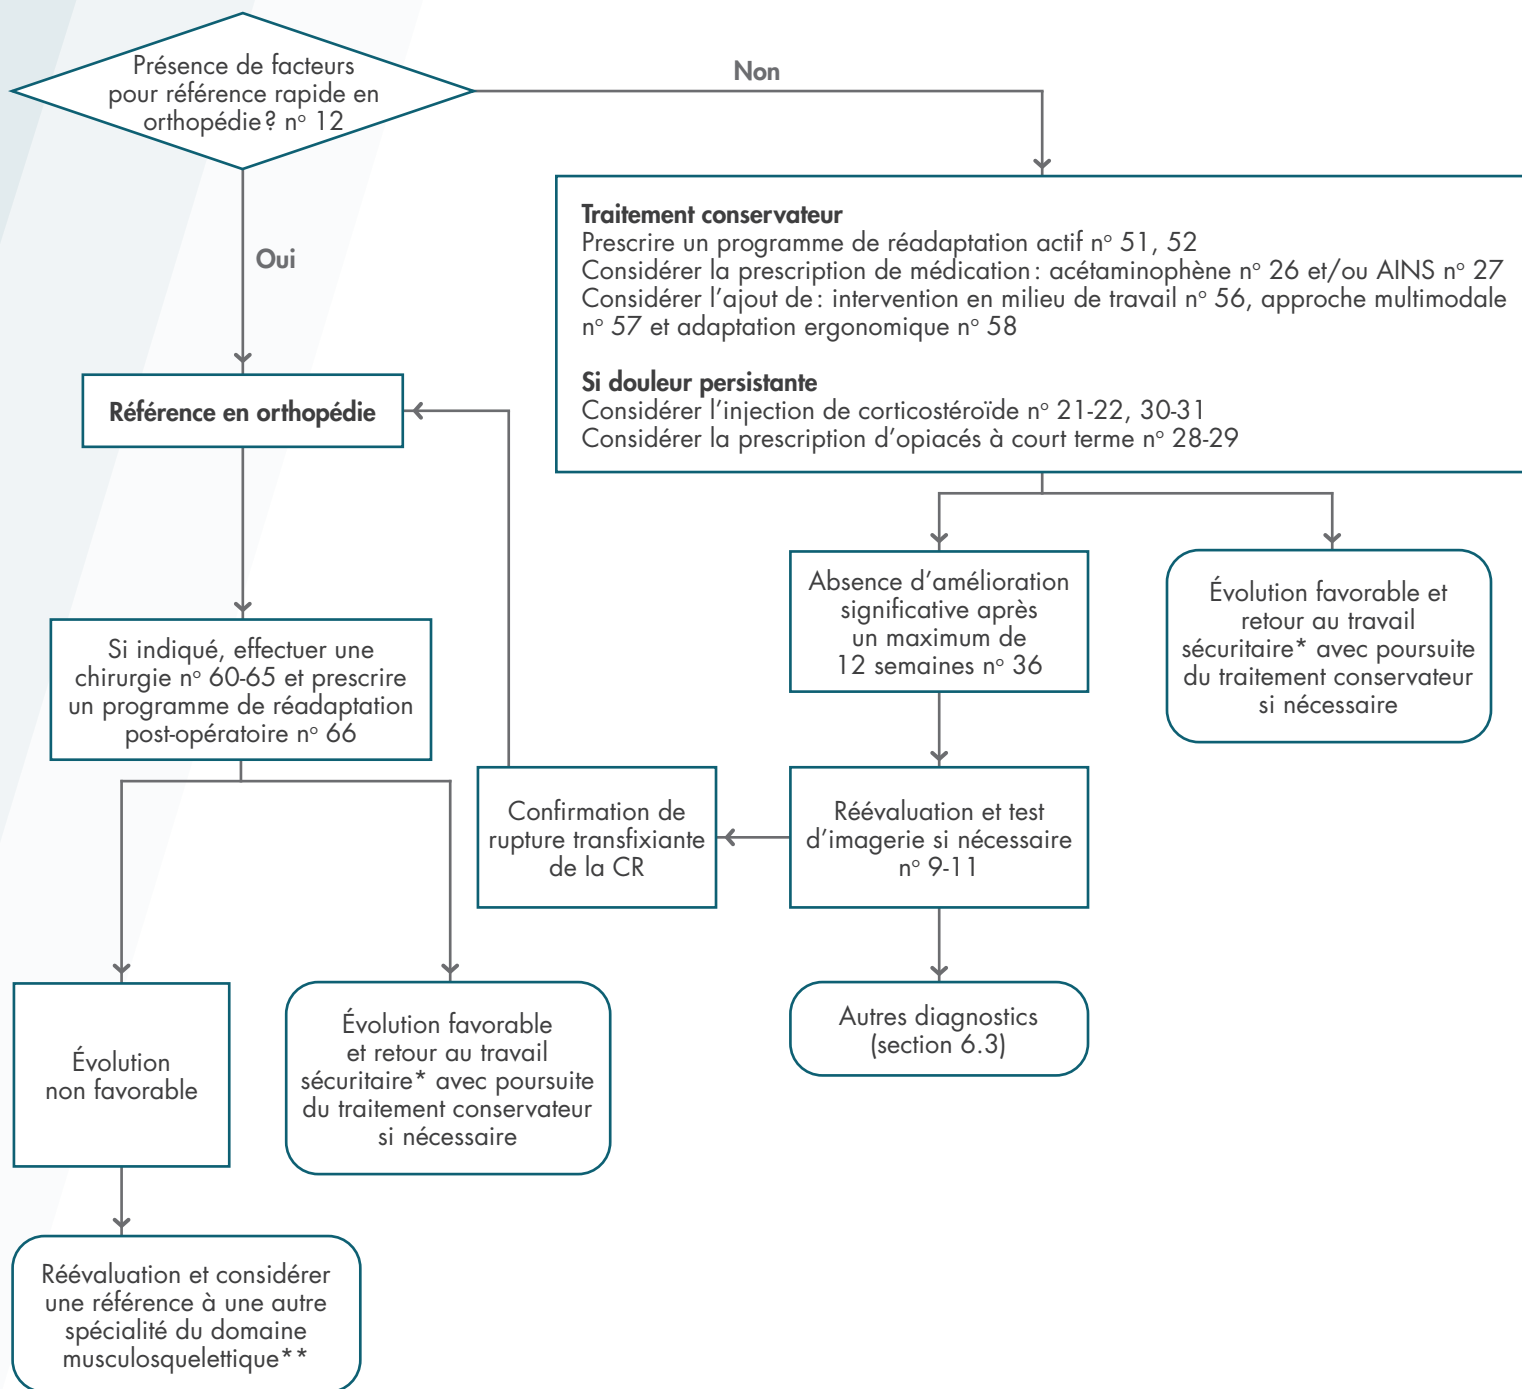 Présence de facteurs
pour référence rapide en
orthopédie? nº 12
Non
Oui
Traitement conservateur
Prescrire un programme de réadaptation actif nº 51, 52
Considérer la prescription de médication: acétaminophène nº 26 et/ou AINS nº 27
Considérer l’ajout de: intervention en milieu de travail nº 56, approche multimodale
nº 57 et adaptation ergonomique nº 58
Si douleur persistante
Considérer l’injection de corticostéroïde nº 21-22, 30-31
Considérer la prescription d’opiacés à court terme nº 28-29
Référence en orthopédie
Absence d’amélioration
significative après
un maximum de
12 semaines nº 36
Évolution favorable et
retour au travail
sécuritaire* avec poursuite
du traitement conservateur
si nécessaire
Si indiqué, effectuer une
chirurgie nº 60-65 et prescrire
un programme de réadaptation
post-opératoire nº 66
Confirmation de
rupture transfixiante
de la CR
Réévaluation et test
d’imagerie si nécessaire
nº 9-11
Évolution
non favorable
Évolution favorable
et retour au travail
sécuritaire* avec poursuite
du traitement conservateur
si nécessaire
Autres diagnostics
(section 6.3)
Réévaluation et considérer
une référence à une autre
spécialité du domaine
musculosquelettique**